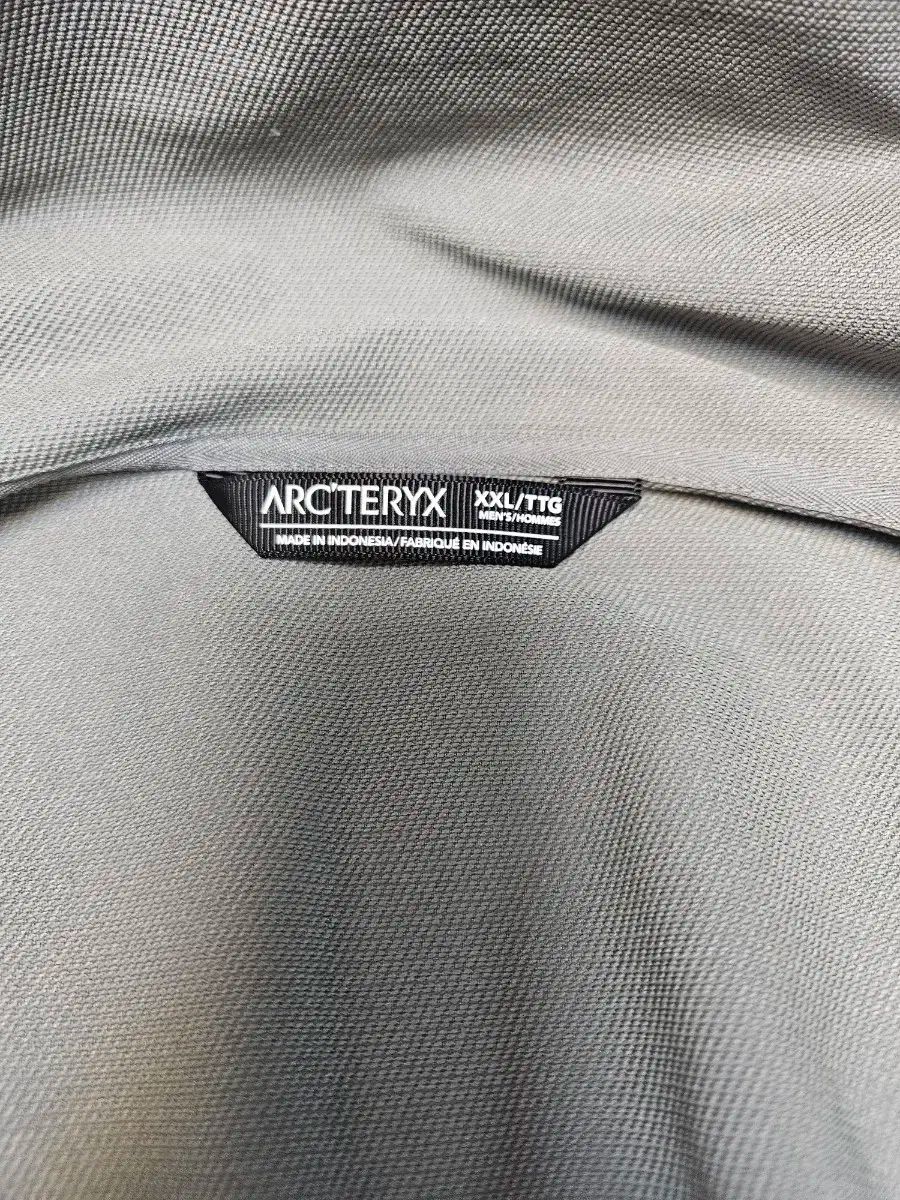 ARC'TERYX XXL/TTG
MEN'S/HOMMES
MADE IN INDONESIA/FABRIQUÉ EN INDONÉSIE